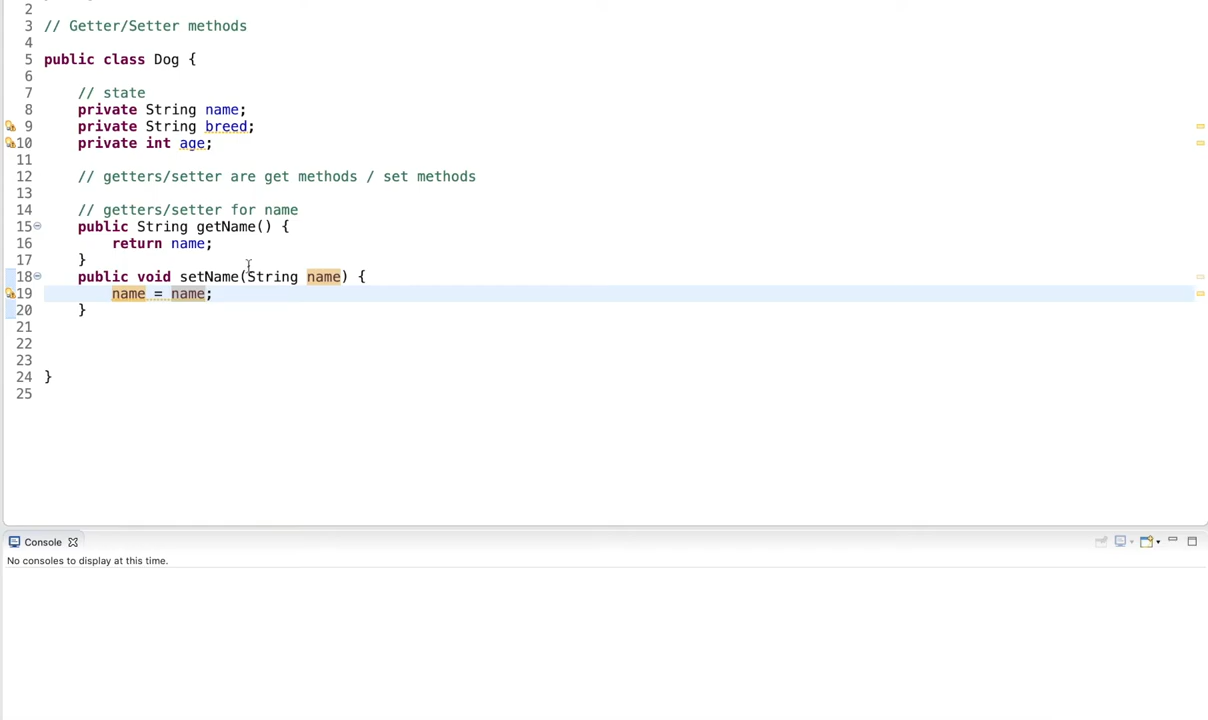 2
3 // Getter/Setter methods
4
5 public class Dog {
6
7 // state
8 private String name;
9 private String breed;
10 private int age;
11
12 // getters/setter are get methods / set methods
13
14 // getters/setter for name
15 public String getName() {
16 return name;
17 }
18 public void setName(String name) {
19 name = name;
20 }
21
22
23
24 }
25
Console
No consoles to display at this time.